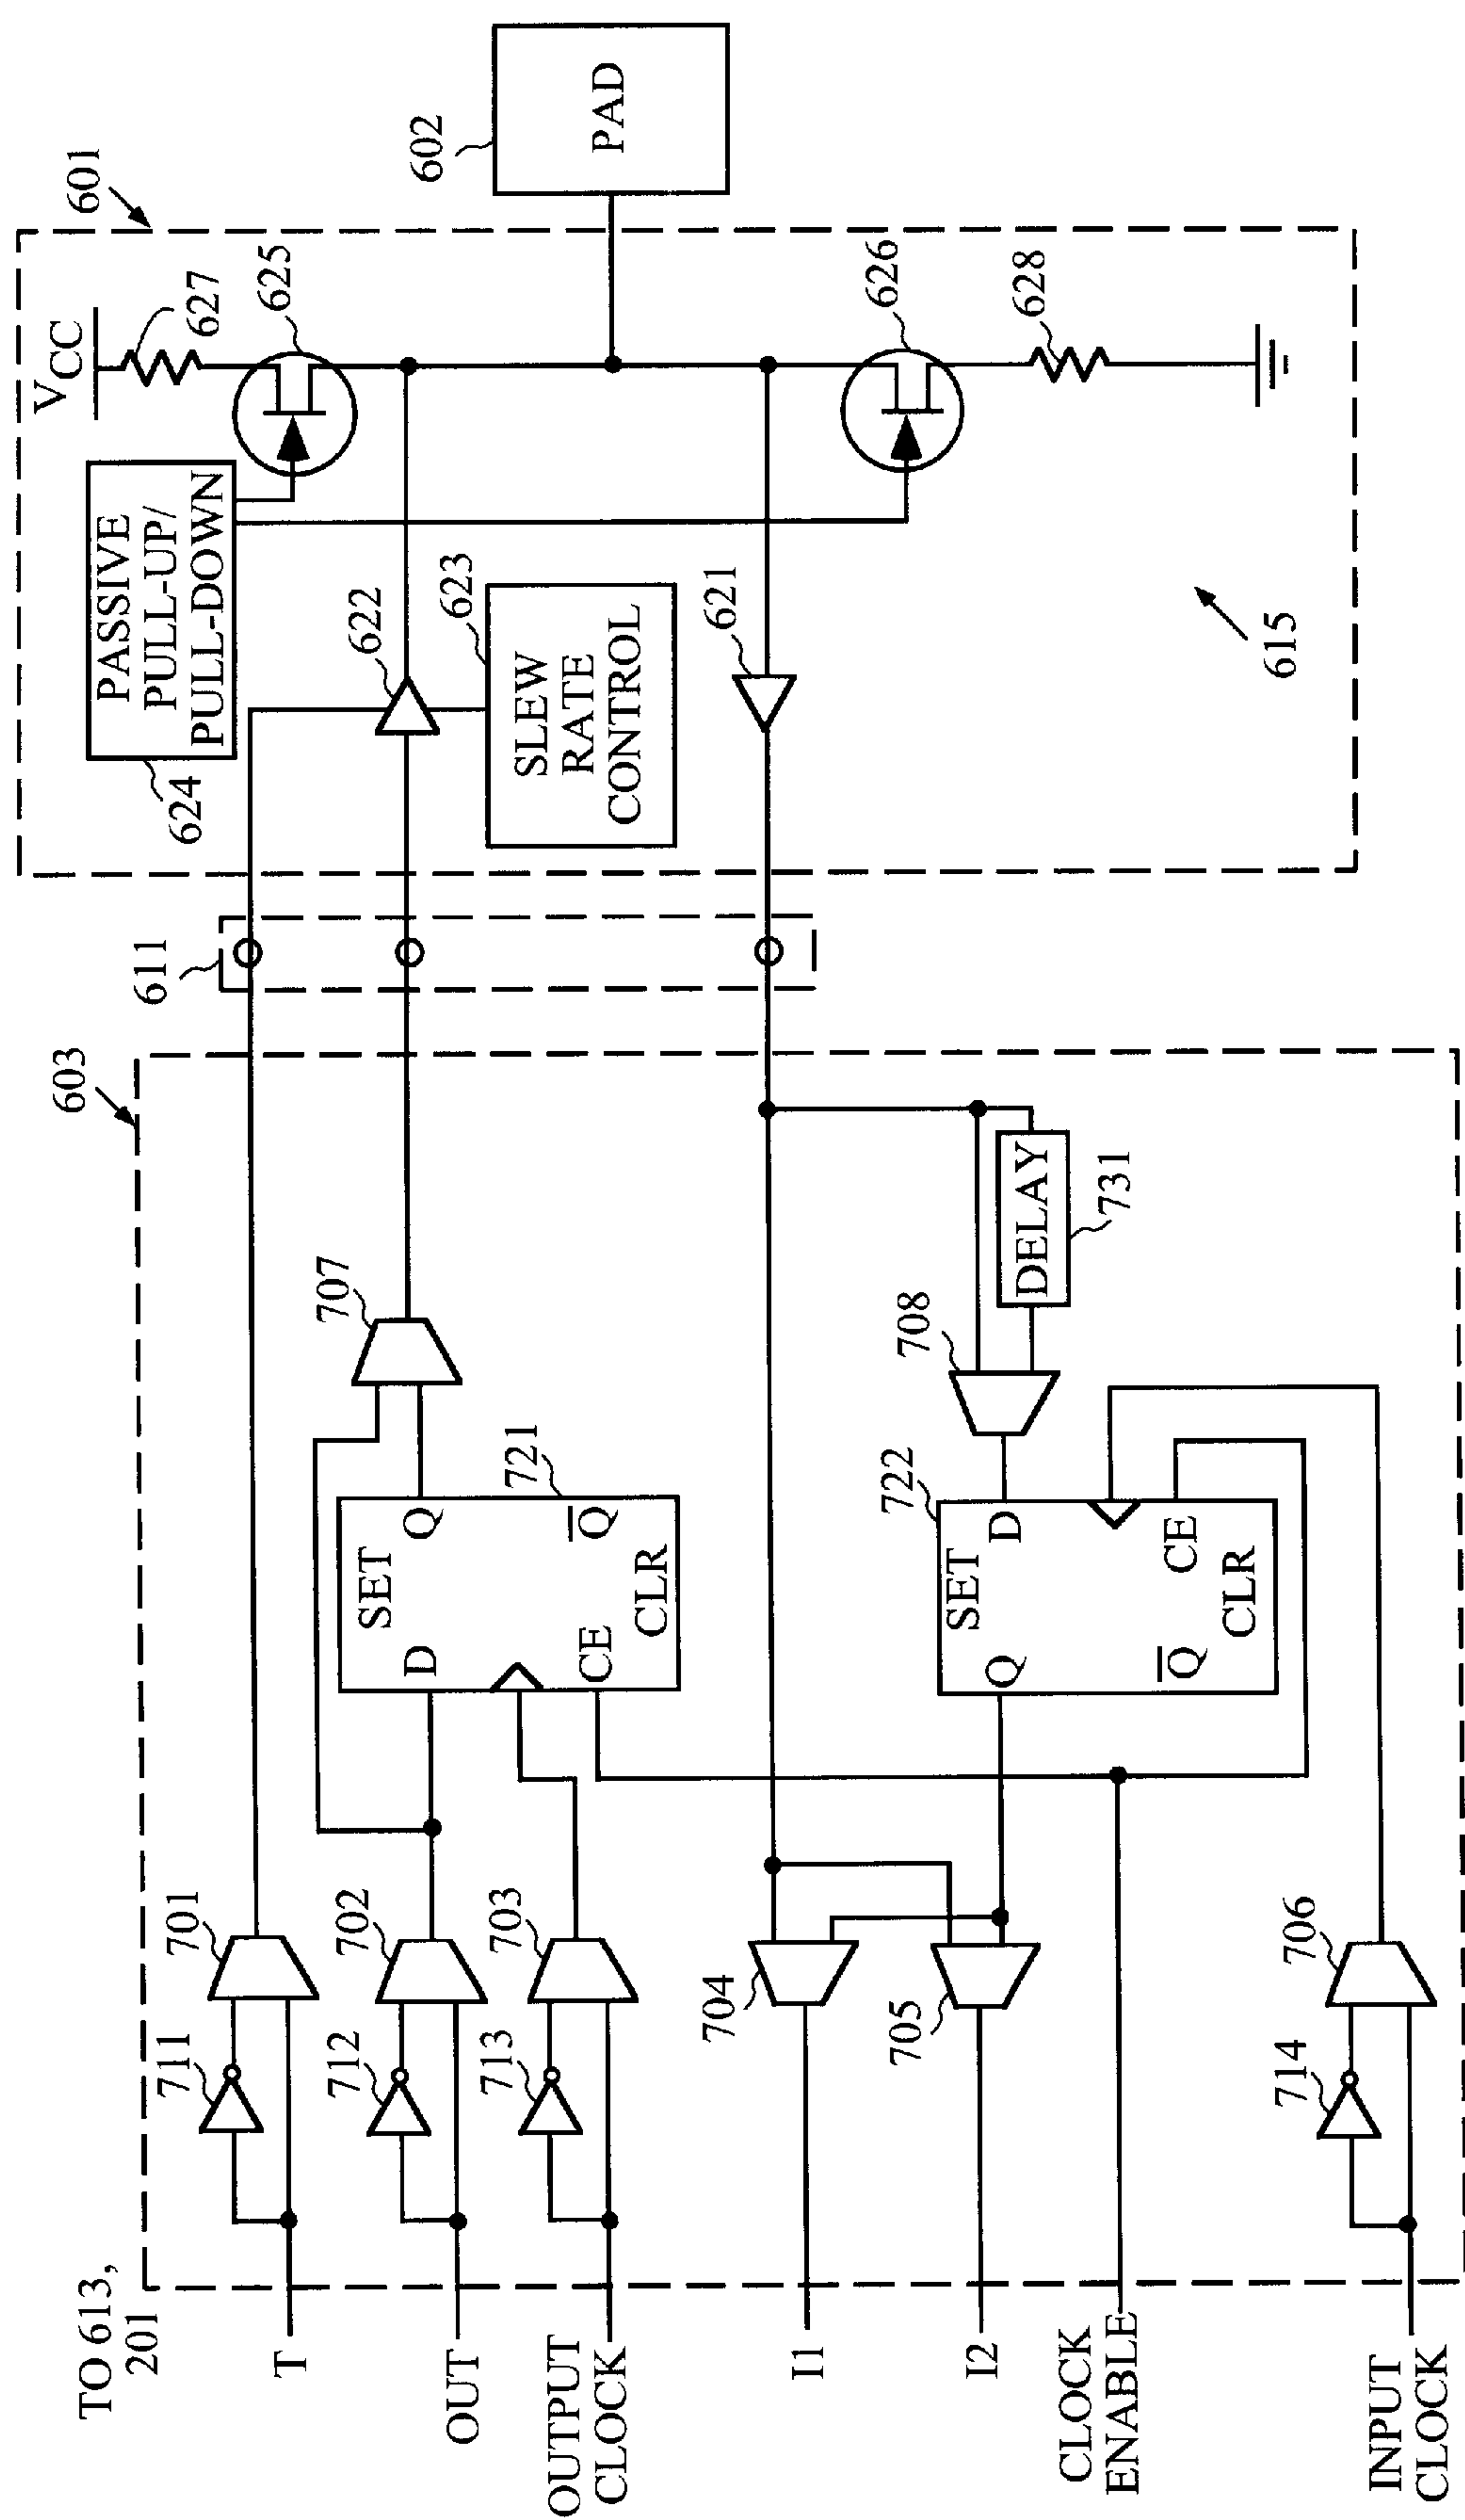 TO 613,
201
T
OUT
OUTPUT
CLOCK
I1
I2
CLOCK
ENABLE
INPUT
CLOCK
711
712
713
714
701
702
703
704
705
706
603
SET
D
Q
CE
Q
CLR
721
707
SET
Q
D
CE
Q
CLR
722
708
DELAY
731
611
601
PASSIVE
PULL-UP/
PULL-DOWN
624
622
623
SLEW
RATE
CONTROL
621
615
VCC
627
625
626
628
602
PAD